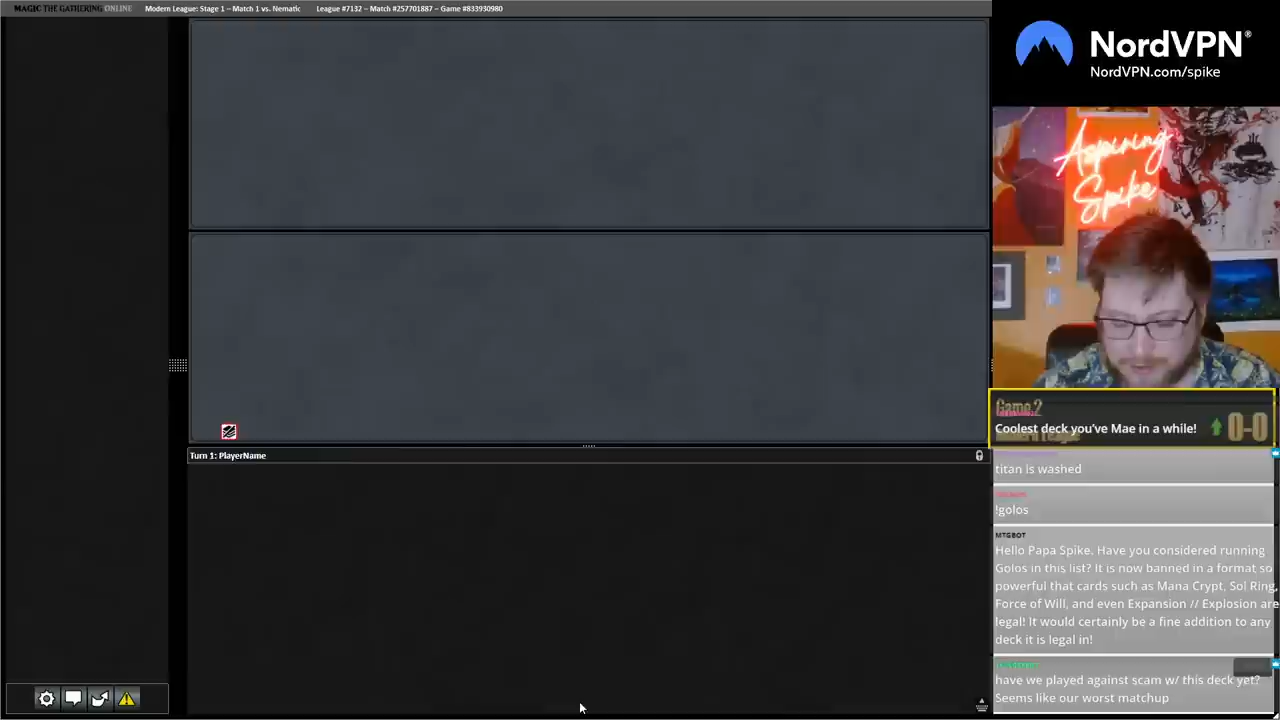 MAGIC THE GATHERING ONLINE Modern League: Stage 1 – Match 1 vs. Nematic League #7132 – Match #257701887 – Game #833930980
NordVPN®
NordVPN.com/spike
Aspiring
Spike
Game 2
Coolest deck you've Mae in a while!
0-0
Modern League
Turn 1: PlayerName
titan is washed
!golos
MTGBOT
Hello Papa Spike. Have you considered running
Golos in this list? It is now banned in a format so
powerful that cards such as Mana Crypt, Sol Ring,
Force of Will, and even Expansion // Explosion are
legal! It would certainly be a fine addition to any
deck it is legal in!
have we played against scam w/ this deck yet?
Seems like our worst matchup